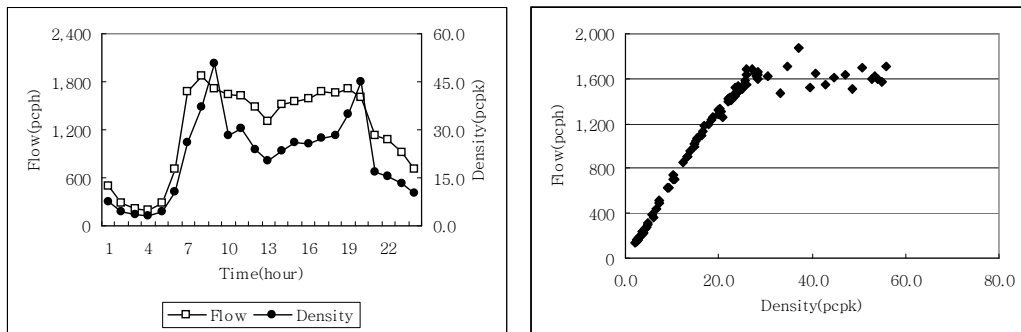 2,400
1,800
1,200
600
0
Flow(pcph)
60.0
45.0
30.0
15.0
0.0
Density(pcpk)
1 4 7 10 13 16 19 22
Time(hour)
Flow Density
2,000
1,600
1,200
800
400
0
Flow(pcph)
0.0 20.0 40.0 60.0 80.0
Density(pcpk)